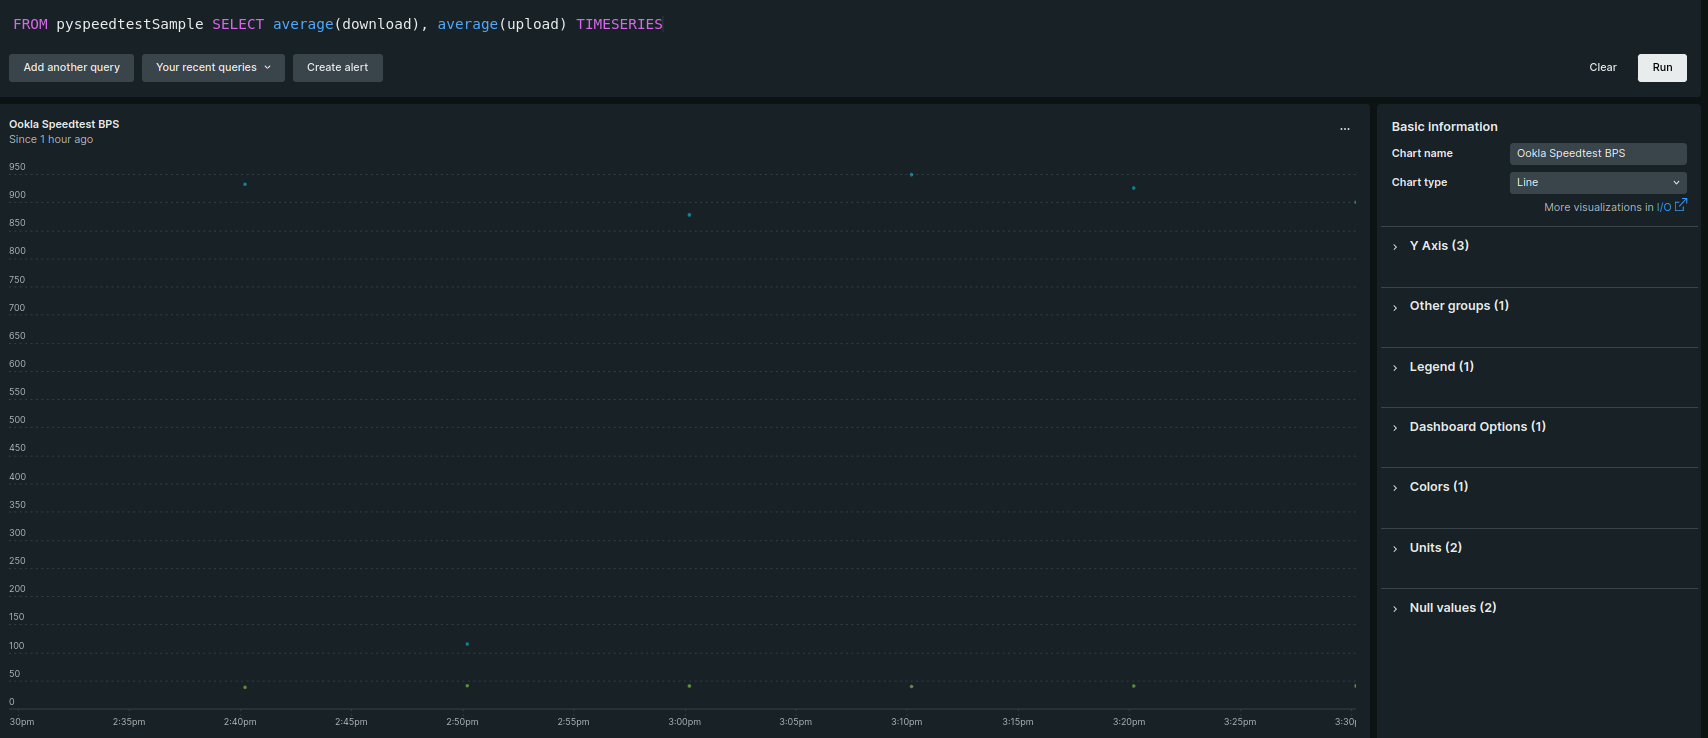 FROM pyspeedtestSample SELECT average(download), average(upload) TIMESERIES
Add another query
Your recent queries
Create alert
Clear
Run
Ookla Speedtest BPS
Since 1 hour ago
...
950
900
850
800
750
700
650
600
550
500
450
400
350
300
250
200
150
100
50
0
30pm 2:35pm 2:40pm 2:45pm 2:50pm 2:55pm 3:00pm 3:05pm 3:10pm 3:15pm 3:20pm 3:25pm 3:30p
Basic information
Chart name Ookla Speedtest BPS
Chart type Line
More visualizations in I/O
Y Axis (3)
Other groups (1)
Legend (1)
Dashboard Options (1)
Colors (1)
Units (2)
Null values (2)